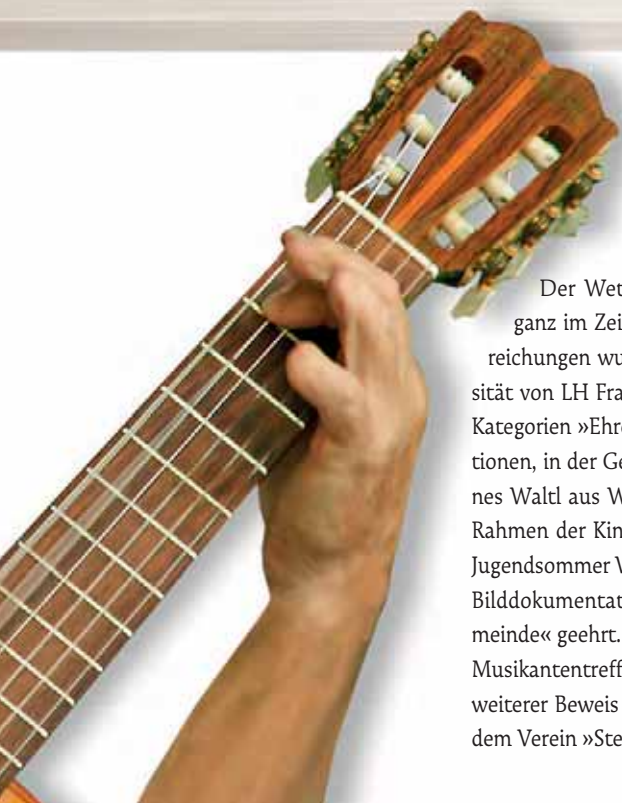 Der Wet
ganz im Zei
reichungen wu
sität von LH Fra
Kategorien »Ehre
tionen, in der Ge
nes Waltl aus W
Rahmen der Kin
Jugendsommer W
Bilddokumentat
meinde« geehrt.
Musikantentreff
weiterer Beweis
dem Verein »Ste